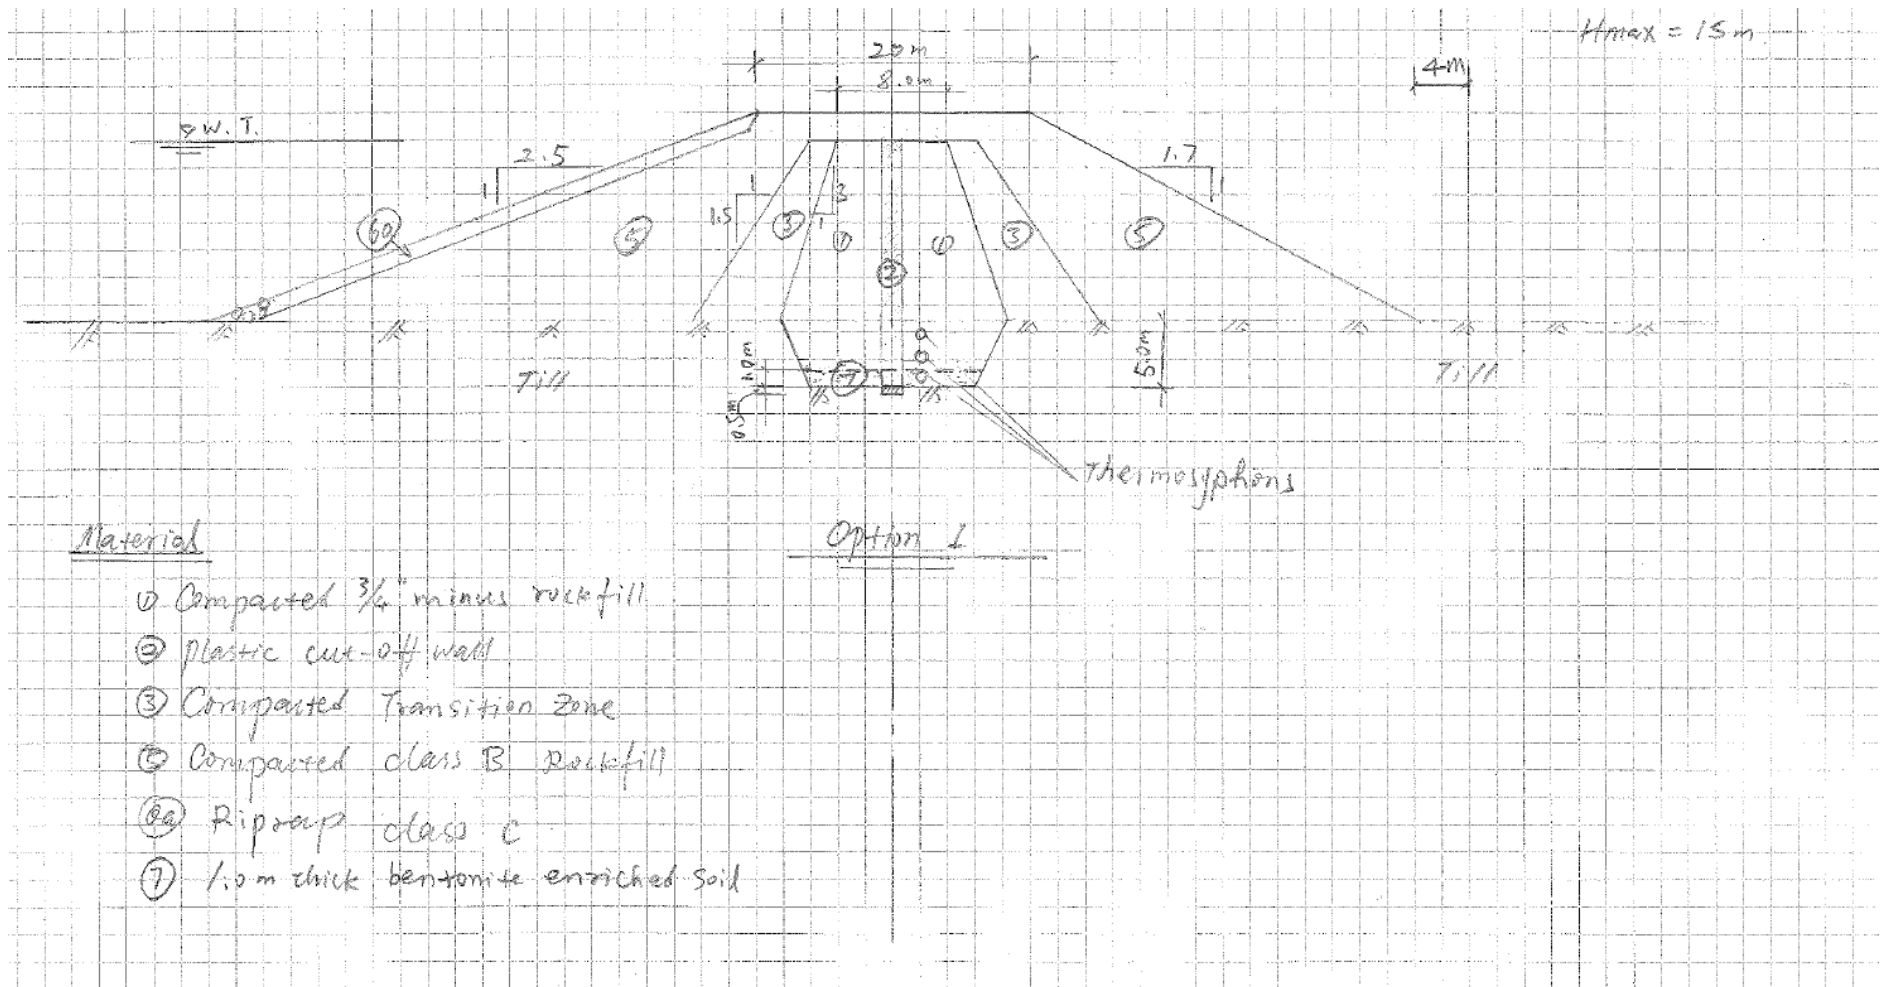 Hmax = 15m
20m
4m
8.0m
W.T.
2.5
1
1.7
1
1
1.5
3
1
6a
5
3
1
1
3
5
2
Till
1.0m
7
5.0m
Till
0.5m
Thermosyphons
Material
Option 1
① Compacted 3/4" minus rockfill
② plastic cut-off wall
③ Compacted Transition Zone
⑤ Compacted class B Rockfill
6a Riprap class C
⑦ 1.0m thick bentonite enriched soil